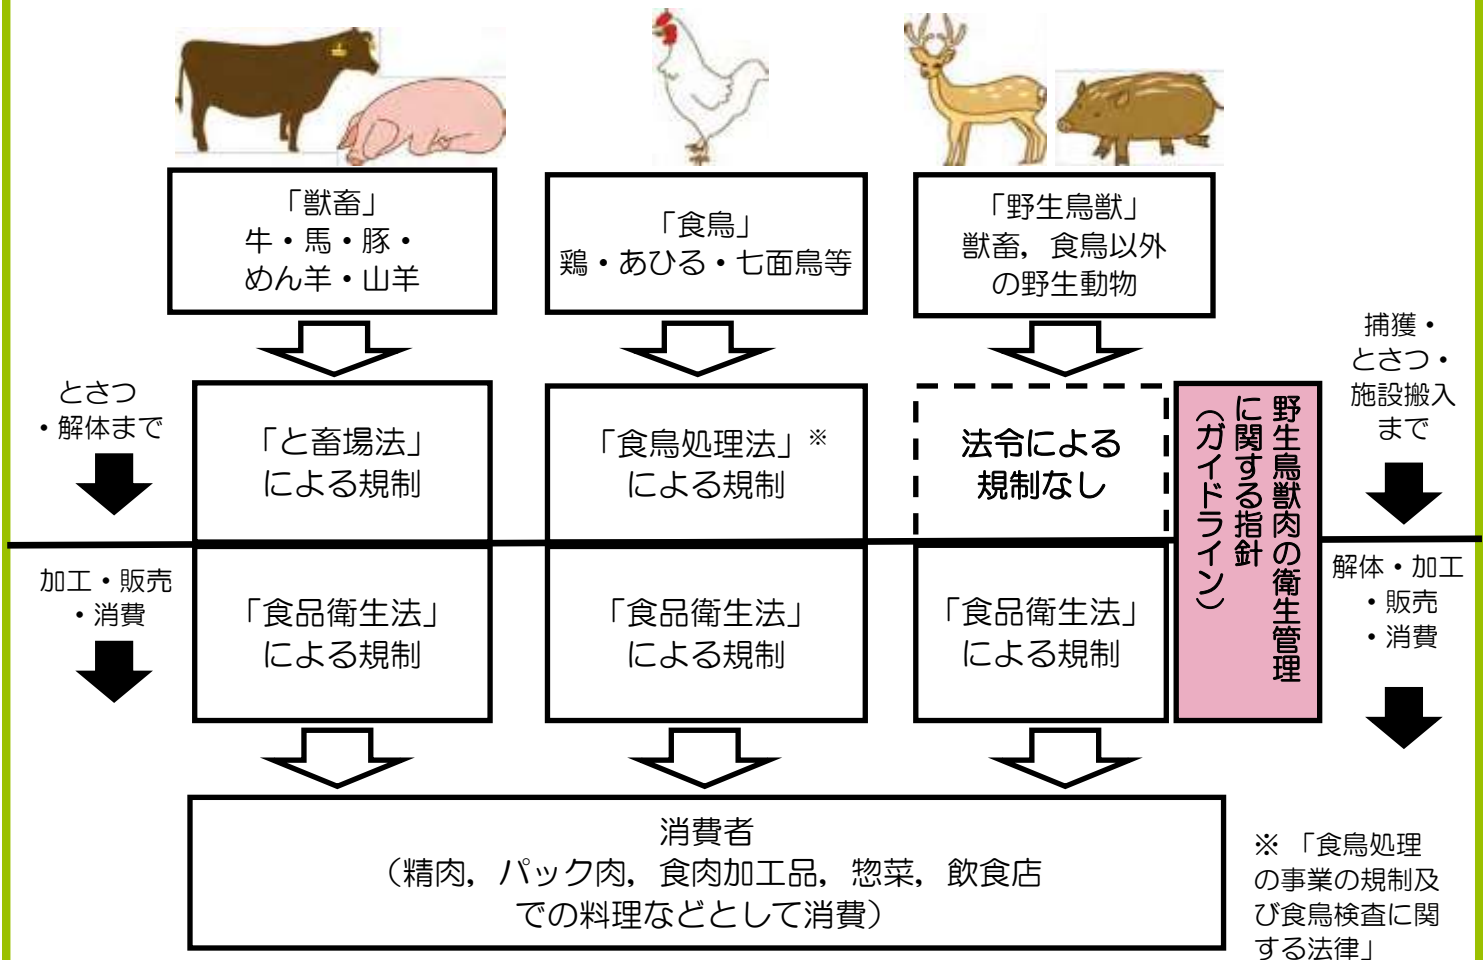 「獣畜」
牛・馬・豚・
めん羊・山羊
「食鳥」
鶏・あひる・七面鳥等
「野生鳥獣」
獣畜，食鳥以外
の野生動物
とさつ
・解体まで
「と畜場法」
による規制
「食鳥処理法」※
による規制
法令による
規制なし
野生鳥獣肉の衛生管理
に関する指針
（ガイドライン）
捕獲・
とさつ・
施設搬入
まで
加工・販売
・消費
「食品衛生法」
による規制
「食品衛生法」
による規制
「食品衛生法」
による規制
解体・加工
・販売
・消費
消費者
（精肉，パック肉，食肉加工品，惣菜，飲食店
での料理などとして消費）
※「食鳥処理
の事業の規制及
び食鳥検査に関
する法律」